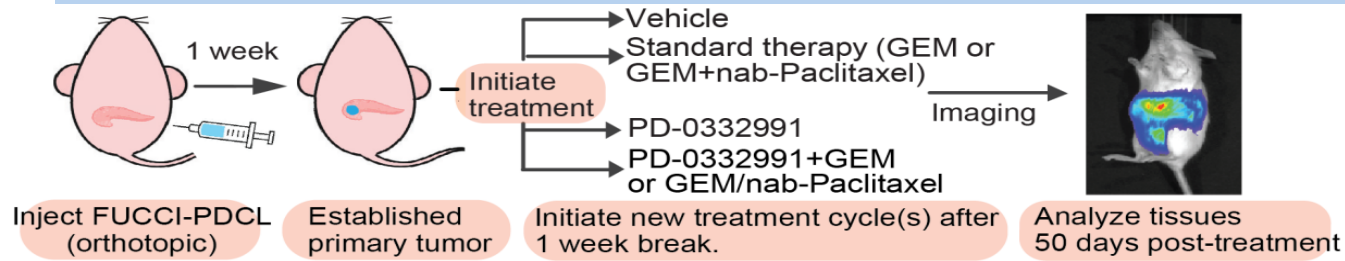 1 week
Initiate
treatment
Vehicle
Standard therapy (GEM or
GEM+nab-Paclitaxel)
PD-0332991
PD-0332991+GEM
or GEM/nab-Paclitaxel
Imaging
Inject FUCCI-PDCL
(orthotopic)
Established
primary tumor
Initiate new treatment cycle(s) after
1 week break.
Analyze tissues
50 days post-treatment